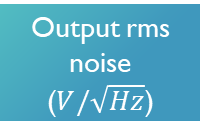 Output rms
noise
(V/√Hz)